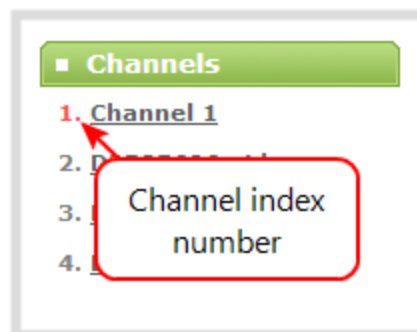 Channels
1. Channel 1
2.
3.
4.
Channel index
number